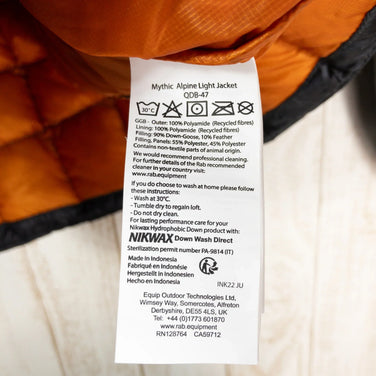 Mythic Alpine Light Jacket
QDB-47
30°C
GGB - Outer: 100% Polyamide (Recycled fibres)
Lining: 100% Polyamide (Recycled fibres)
Filling: 90% Down-Goose, 10% Feather
Filling, Panels: 55% Polyester, 45% Polyester
Contains non-textile parts of animal origin.
We would recommend professional cleaning.
For further details of the Rab recommended
cleaner in your country visit:
www.rab.equipment
If you do choose to wash at home please follow
these instructions:
- Wash at 30℃.
- Tumble dry to regain loft.
- Do not dry clean.
For lasting performance care for your
Nikwax Hydrophobic Down product with:
NIKWAX Down Wash Direct
Sterilization permit number PA-9814 (IT)
Made in Indonesia
Fabriqué en Indonésie
Hergestellt in Indonesien
Hecho en Indonesia
INK22 JU
Equip Outdoor Technologies Ltd,
Wimsey Way, Somercotes, Alfreton
Derbyshire, DE55 4LS, UK
Tel: +44 (0)1773 601870
www.rab.equipment
RN128764 CA59712